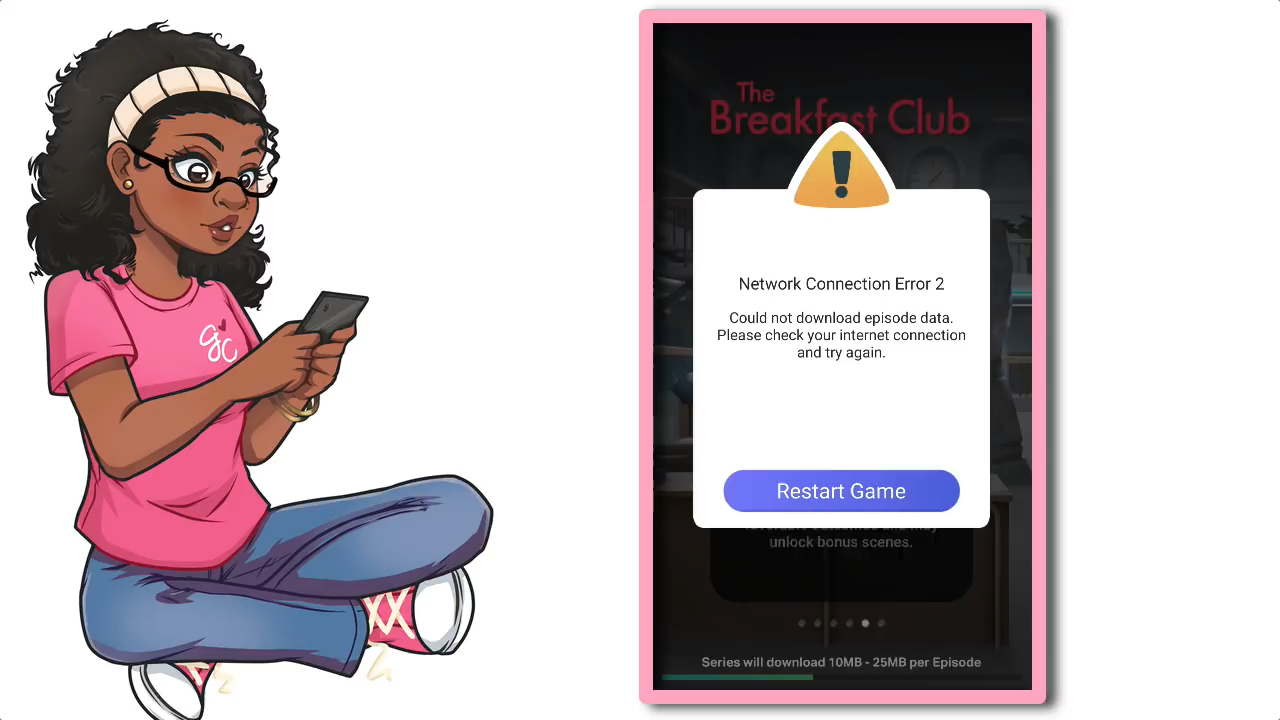 gc
The
Breakfast Club
Network Connection Error 2
Could not download episode data.
Please check your internet connection
and try again.
Restart Game
unlock bonus scenes.
Series will download 10MB - 25MB per Episode